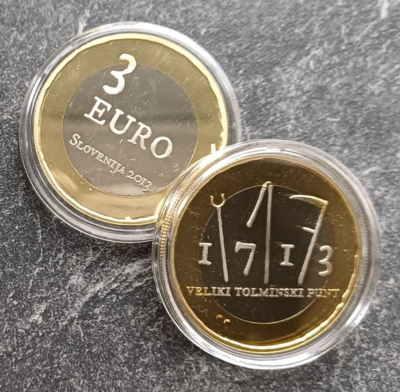 3
EURO
SLOVENIJA 2013
1713
VELIKI TOLMINSKI PUNT